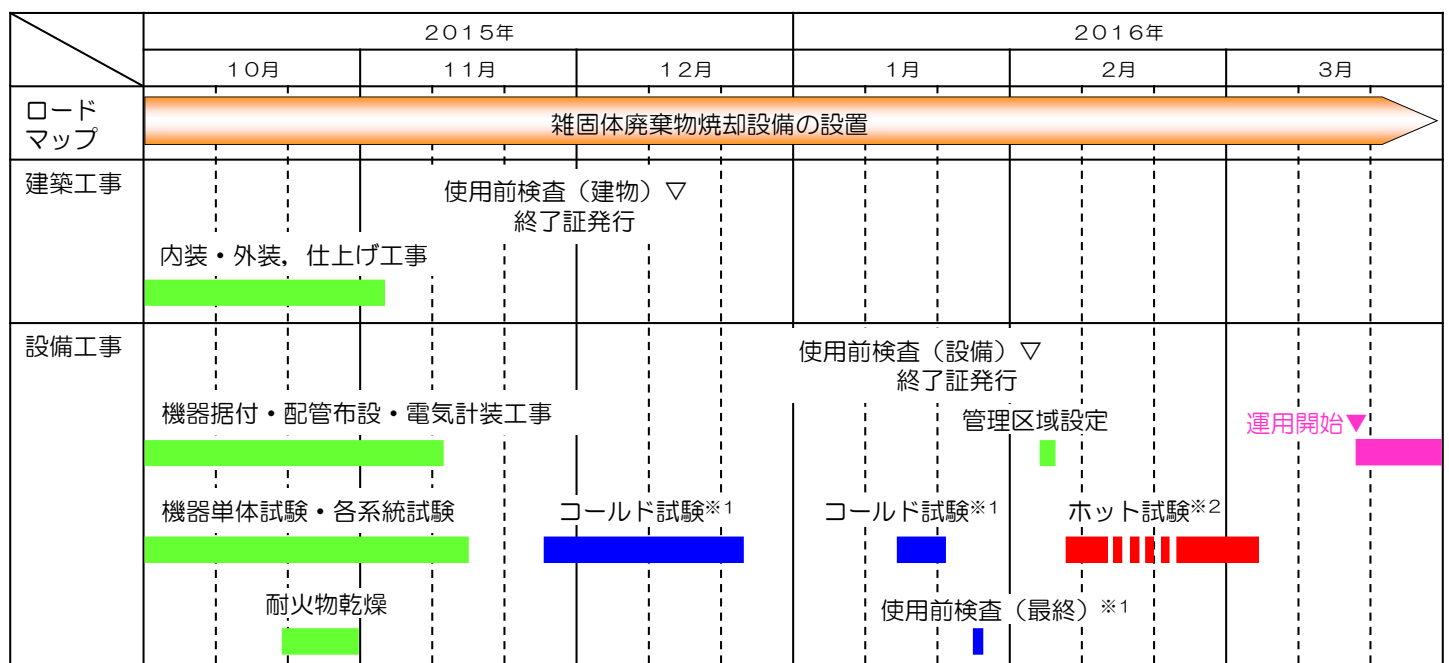 ２０１５年
２０１６年
１０月
１１月
１２月
１月
２月
３月
ロード
マップ
雑固体廃棄物焼却設備の設置
建築工事
使用前検査（建物）▽
終了証発行
内装・外装，仕上げ工事
設備工事
使用前検査（設備）▽
終了証発行
機器据付・配管布設・電気計装工事
管理区域設定
運用開始▼
機器単体試験・各系統試験
コールド試験※1
コールド試験※1
ホット試験※2
耐火物乾燥
使用前検査（最終）※1